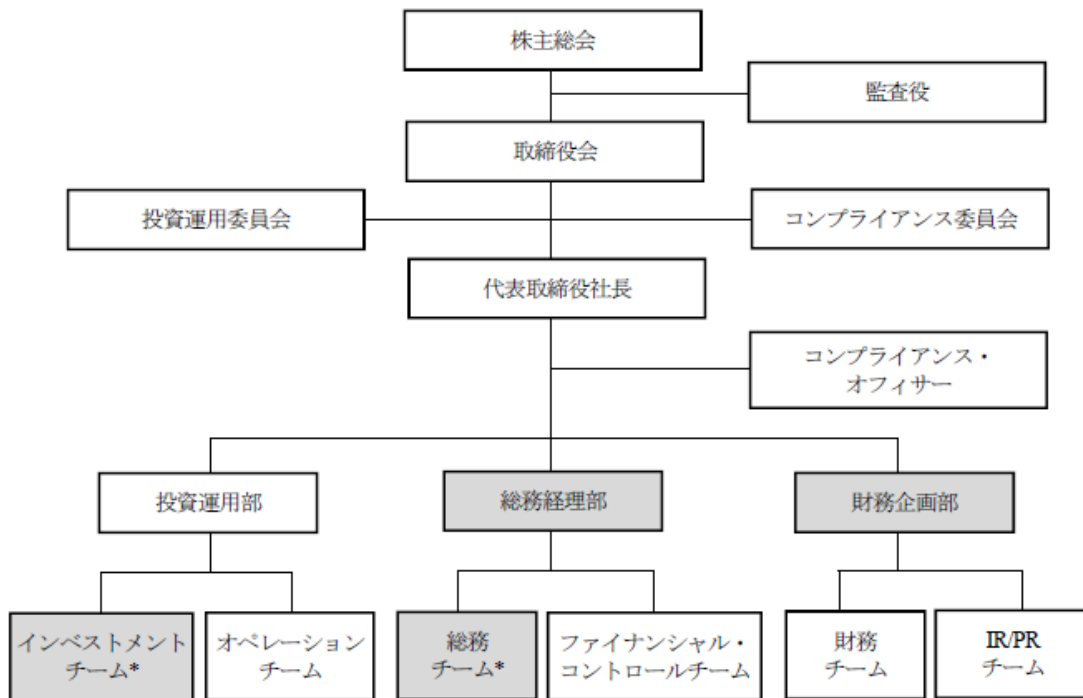 株主総会
監査役
取締役会
投資運用委員会
コンプライアンス委員会
代表取締役社長
コンプライアンス・
オフィサー
投資運用部
総務経理部
財務企画部
インベストメント
チーム*
オペレーション
チーム
総務
チーム*
ファイナンシャル・
コントロールチーム
財務
チーム
IR/PR
チーム